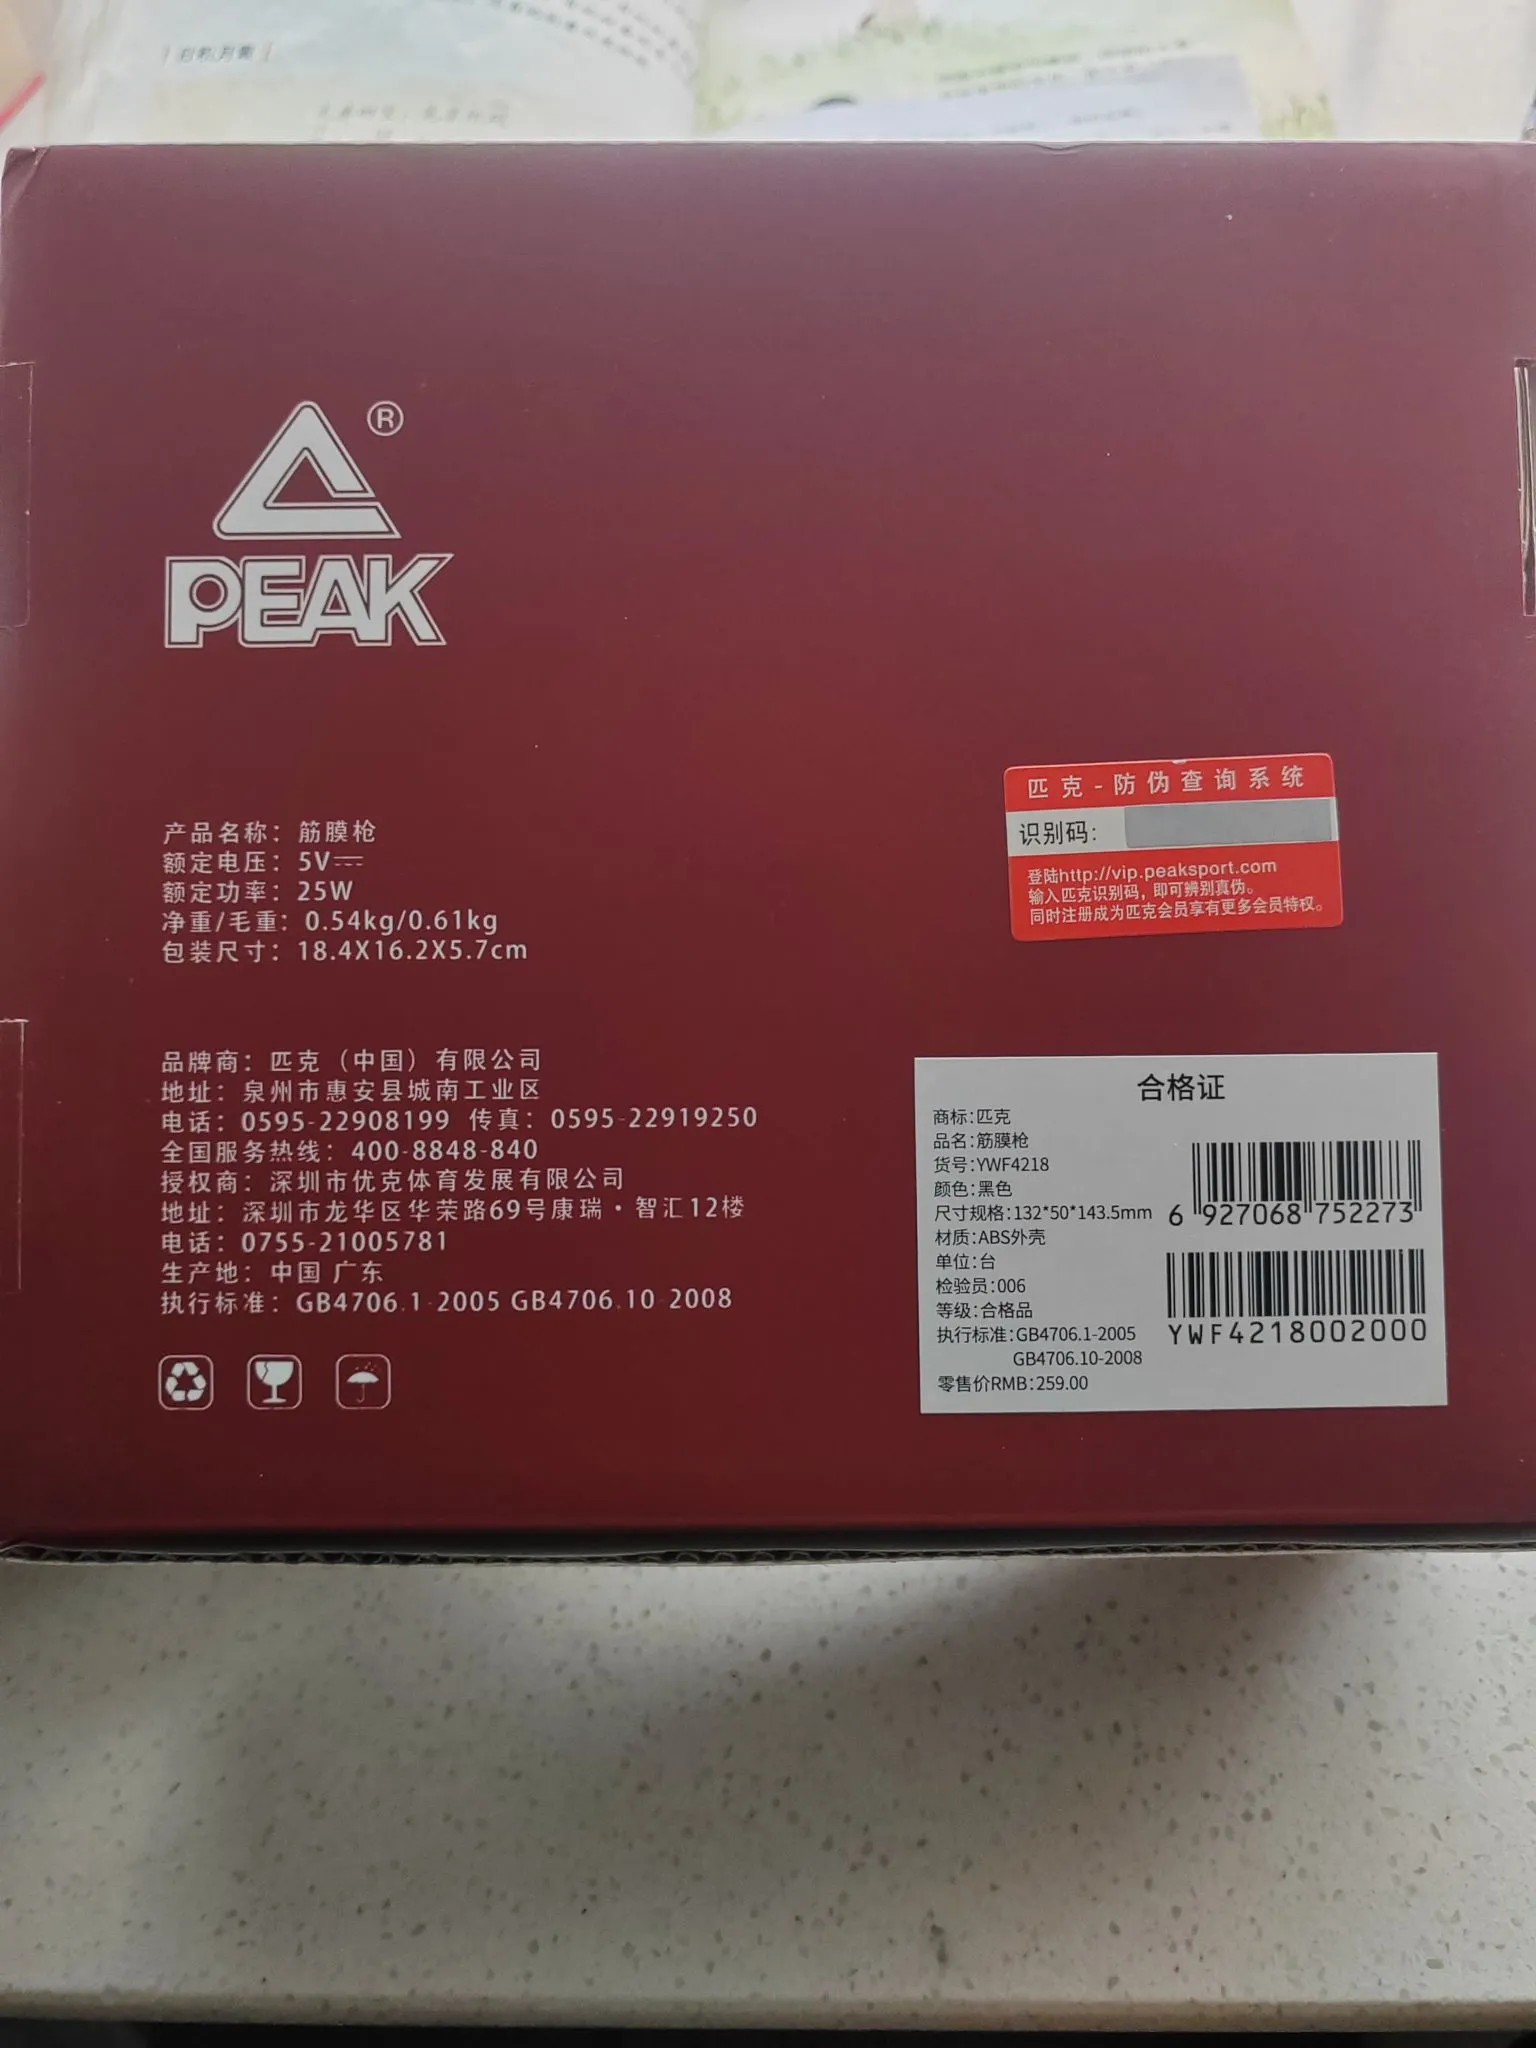 ®
PEAK
产品名称：筋膜枪
额定电压：5V⎓
额定功率：25W
净重/毛重：0.54kg/0.61kg
包装尺寸：18.4X16.2X5.7cm
品牌商：匹克（中国）有限公司
地址：泉州市惠安县城南工业区
电话：0595-22908199 传真：0595-22919250
全国服务热线：400-8848-840
授权商：深圳市优克体育发展有限公司
地址：深圳市龙华区华荣路69号康瑞·智汇12楼
电话：0755-21005781
生产地：中国 广东
执行标准：GB4706.1-2005 GB4706.10-2008
匹克-防伪查询系统
识别码：
登陆http://vip.peaksport.com
输入匹克识别码，即可辨别真伪。
同时注册成为匹克会员享有更多会员特权。
合格证
商标:匹克
品名:筋膜枪
货号:YWF4218
颜色:黑色
尺寸规格:132*50*143.5mm
材质:ABS外壳
单位:台
检验员:006
等级:合格品
执行标准:GB4706.1-2005
GB4706.10-2008
零售价RMB:259.00
6 927068 752273
YWF4218002000